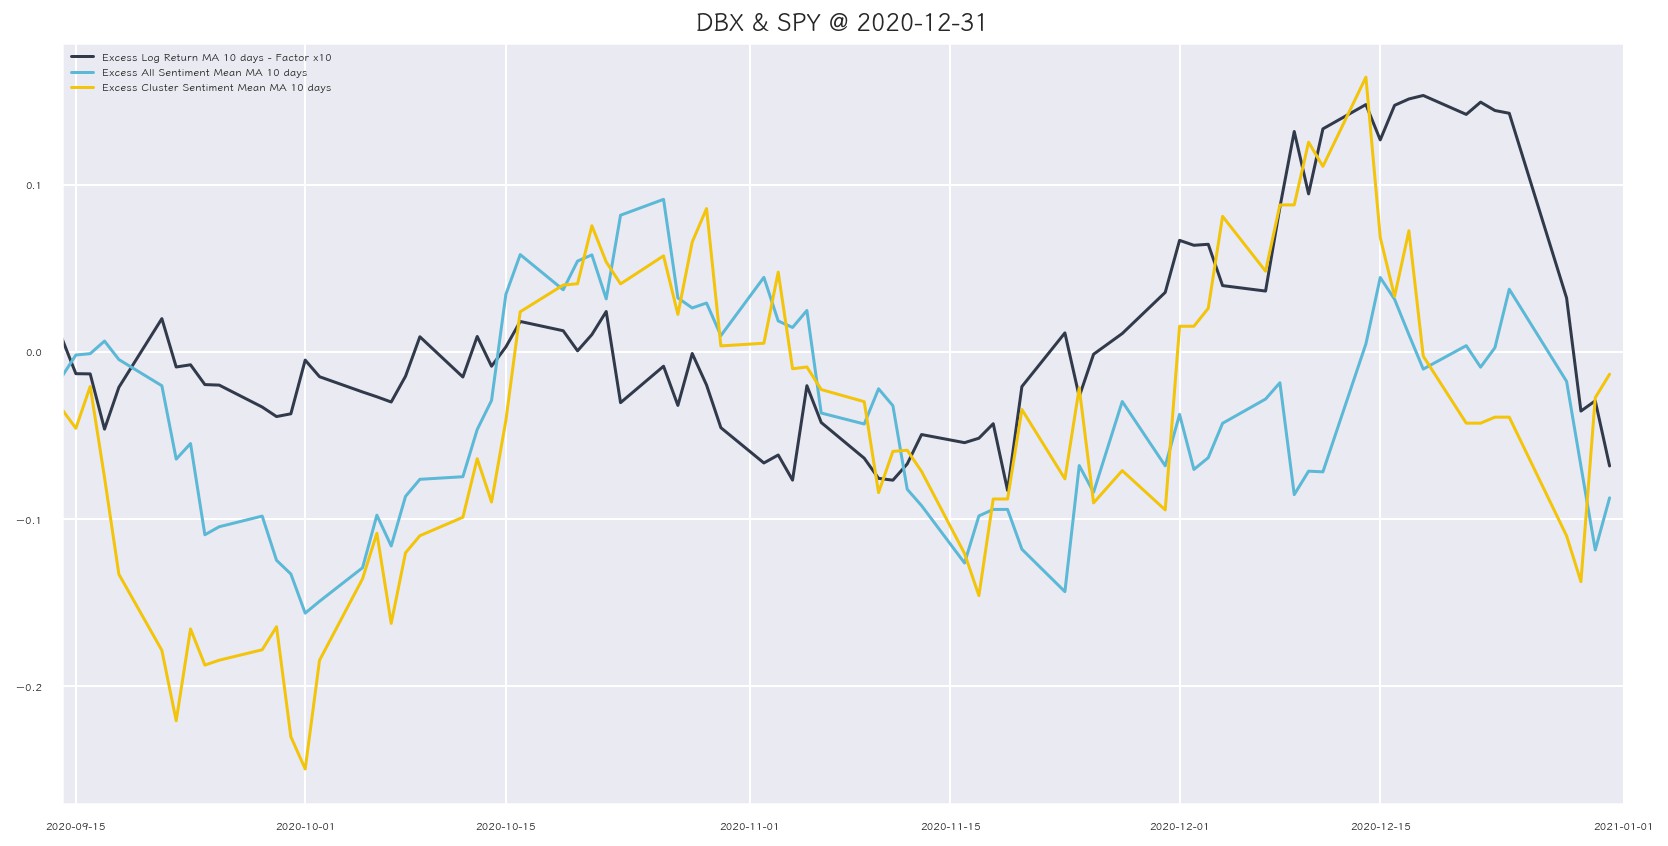 DBX & SPY @ 2020-12-31
Excess Log Return MA 10 days - Factor x10
Excess All Sentiment Mean MA 10 days
Excess Cluster Sentiment Mean MA 10 days
0.1
0.0
−0.1
−0.2
2020-09-15 2020-10-01 2020-10-15 2020-11-01 2020-11-15 2020-12-01 2020-12-15 2021-01-01